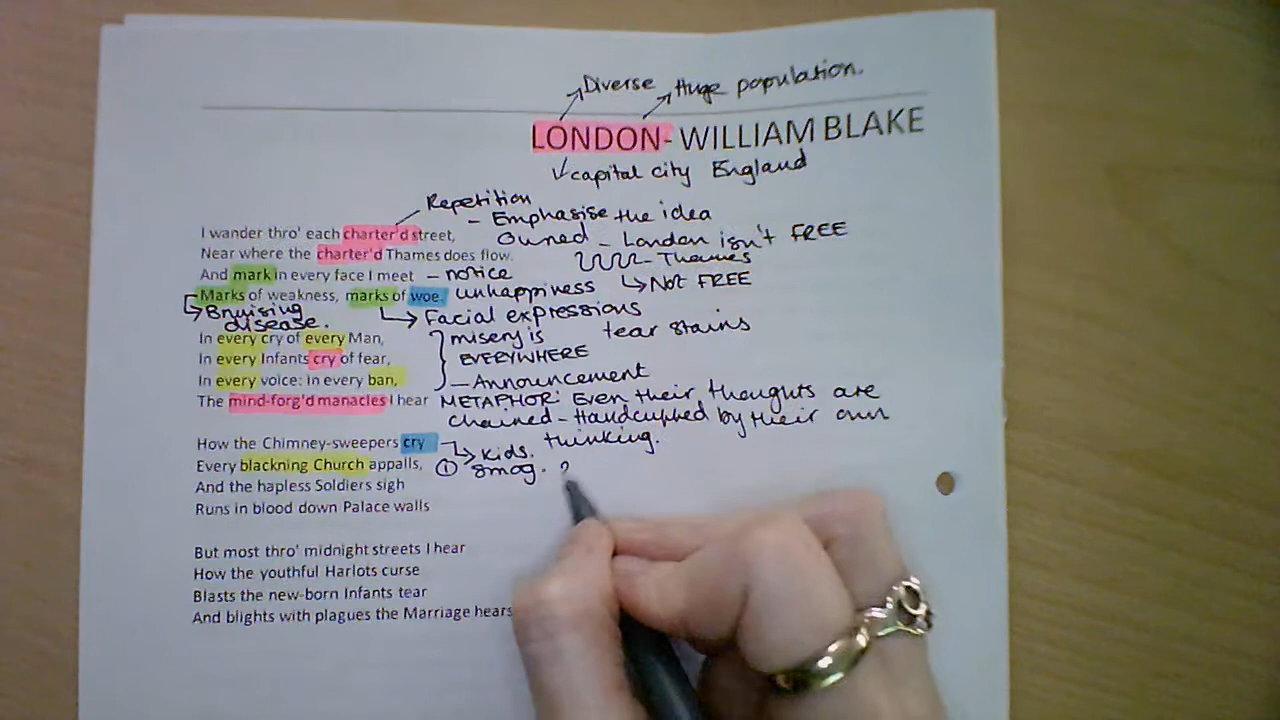 Diverse Huge population.
LONDON- WILLIAM BLAKE
capital city England
Repetition
- Emphasise the idea
I wander thro' each charter'd street,
Owned - London isn't FREE
Near where the charter'd Thames does flow.
- Thames
And mark in every face I meet - notice
Not FREE
Marks of weakness, marks of woe. unhappiness
Bruising
disease.
Facial expressions
tear stains
In every cry of every Man,
misery is
EVERYWHERE
In every Infants cry of fear,
In every voice: in every ban,
- Announcement
The mind-forg'd manacles I hear
METAPHOR: Even their thoughts are
chained - Handcuffed by their own
thinking.
How the Chimney-sweepers cry
Kids.
Every blackning Church appalls,
① smog.
And the hapless Soldiers sigh
Runs in blood down Palace walls
But most thro' midnight streets I hear
How the youthful Harlots curse
Blasts the new-born Infants tear
And blights with plagues the Marriage hears